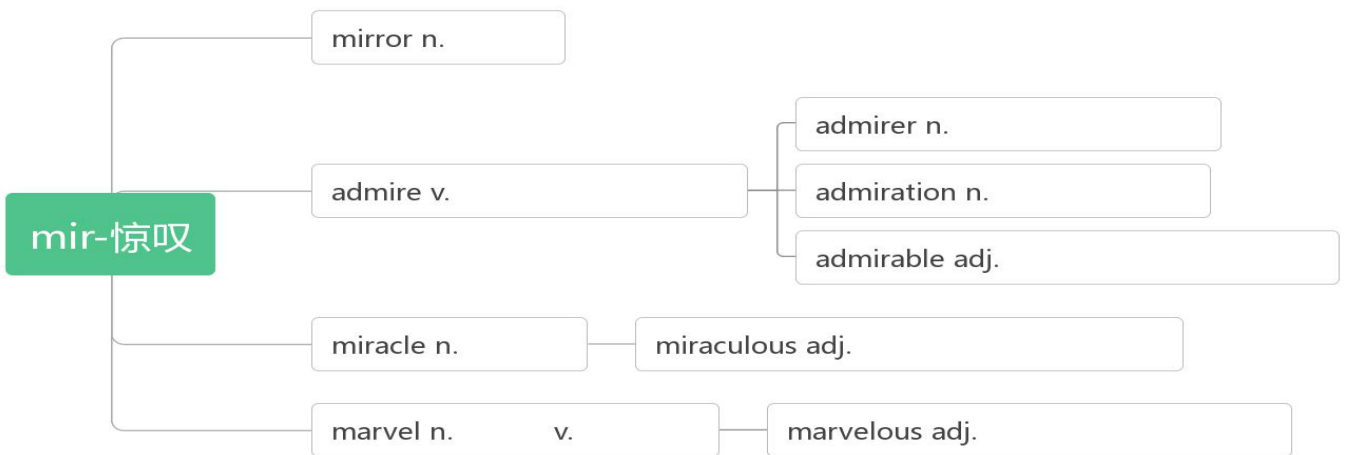 mir-惊叹
mirror n.
admire v.
admirer n.
admiration n.
admirable adj.
miracle n.
miraculous adj.
marvel n. v.
marvelous adj.